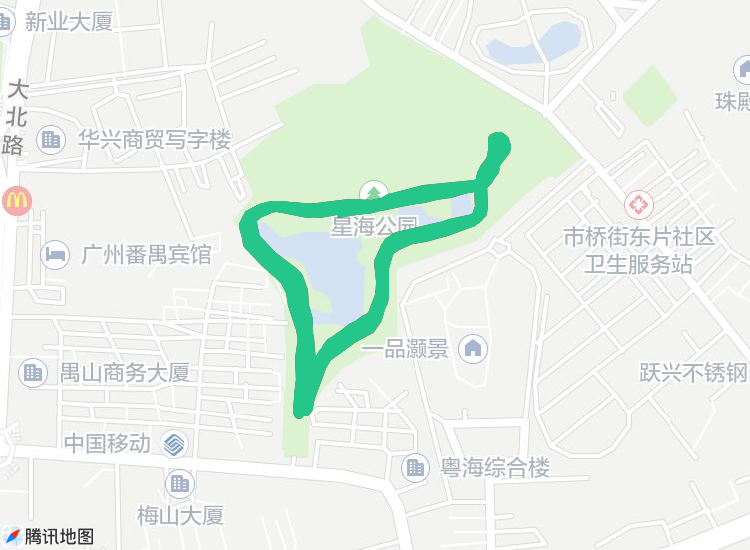 新业大厦
大北路
华兴商贸写字楼
珠殿
M
星海公园
市桥街东片社区
卫生服务站
广州番禺宾馆
一品灏景
禺山商务大厦
跃兴不锈钢
中国移动
粤海综合楼
梅山大厦
腾讯地图